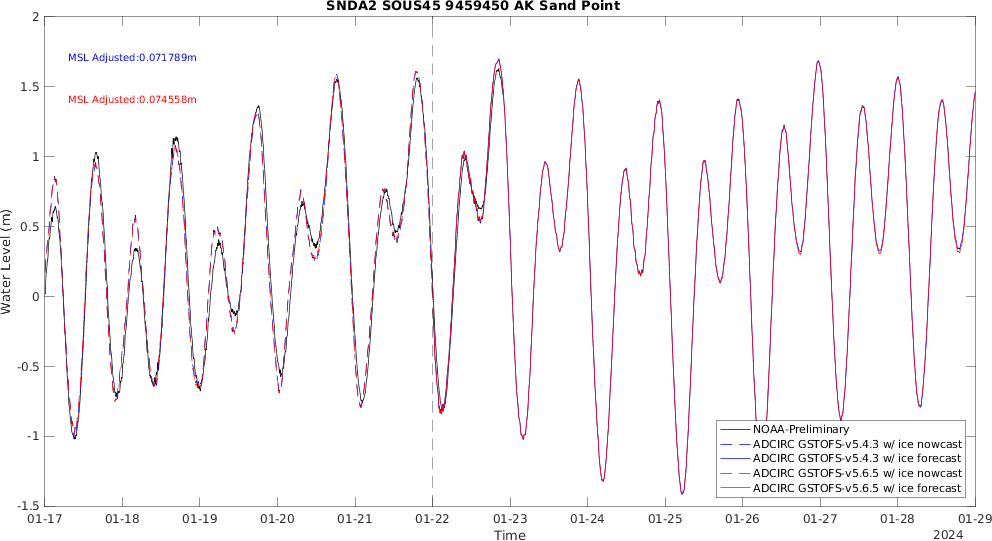 SNDA2 SOUS45 9459450 AK Sand Point
MSL Adjusted:0.071789m
MSL Adjusted:0.074558m
Water Level (m)
2
1.5
1
0.5
0
-0.5
-1
-1.5
NOAA-Preliminary
ADCIRC GSTOFS-v5.4.3 w/ ice nowcast
ADCIRC GSTOFS-v5.4.3 w/ ice forecast
ADCIRC GSTOFS-v5.6.5 w/ ice nowcast
ADCIRC GSTOFS-v5.6.5 w/ ice forecast
01-17 01-18 01-19 01-20 01-21 01-22 01-23 01-24 01-25 01-26 01-27 01-28 01-29
Time
2024